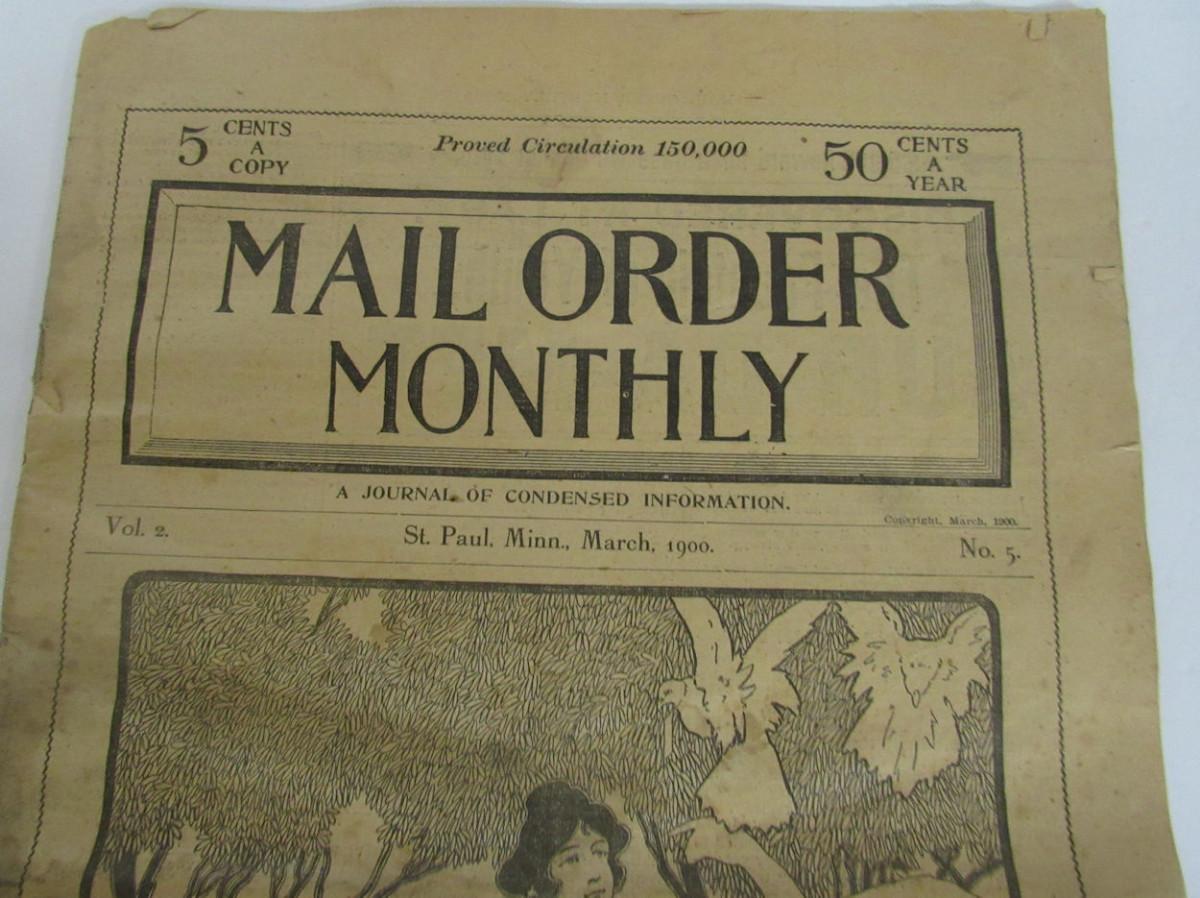 5 CENTS
A
COPY
Proved Circulation 150,000
50 CENTS
A
YEAR
MAIL ORDER
MONTHLY
A JOURNAL OF CONDENSED INFORMATION.
Copyright, March, 1900.
Vol. 2.
St. Paul, Minn., March, 1900.
No. 5.